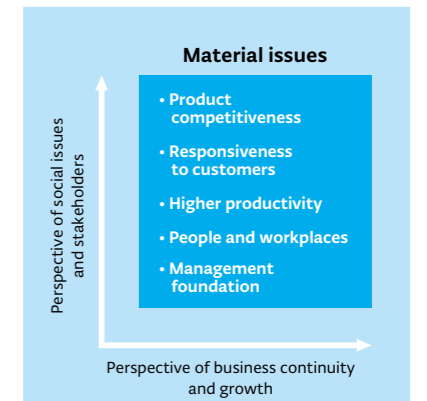 Material issues
• Product
competitiveness
• Responsiveness
to customers
• Higher productivity
• People and workplaces
• Management
foundation
Perspective of social issues
and stakeholders
Perspective of business continuity
and growth